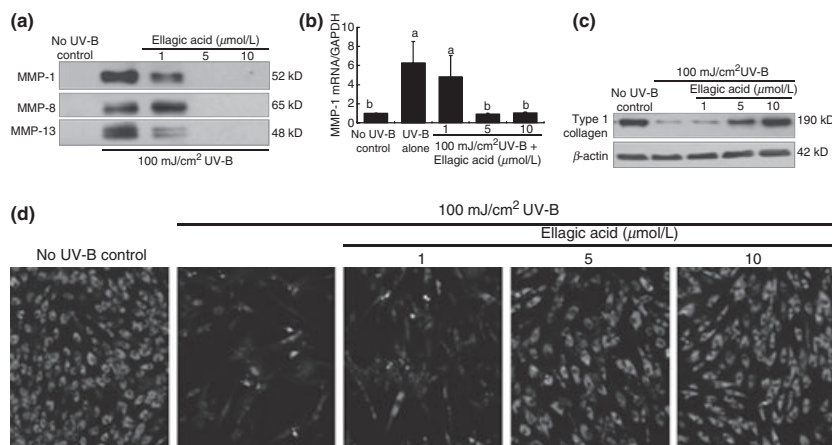 (a)
No UV-B
control
Ellagic acid (μmol/L)
1 5 10
MMP-1 52 kD
MMP-8 65 kD
MMP-13 48 kD
100 mJ/cm² UV-B
(b)
MMP-1 mRNA/GAPDH
10
8
6
4
2
0
b a a b b
No UV-B
control
UV-B
alone
1 5 10
100 mJ/cm²UV-B +
Ellagic acid (μmol/L)
(c)
100 mJ/cm²UV-B
No UV-B
control
Ellagic acid (μmol/L)
1 5 10
Type 1
collagen
190 kD
β-actin 42 kD
(d)
100 mJ/cm² UV-B
Ellagic acid (μmol/L)
No UV-B control 1 5 10